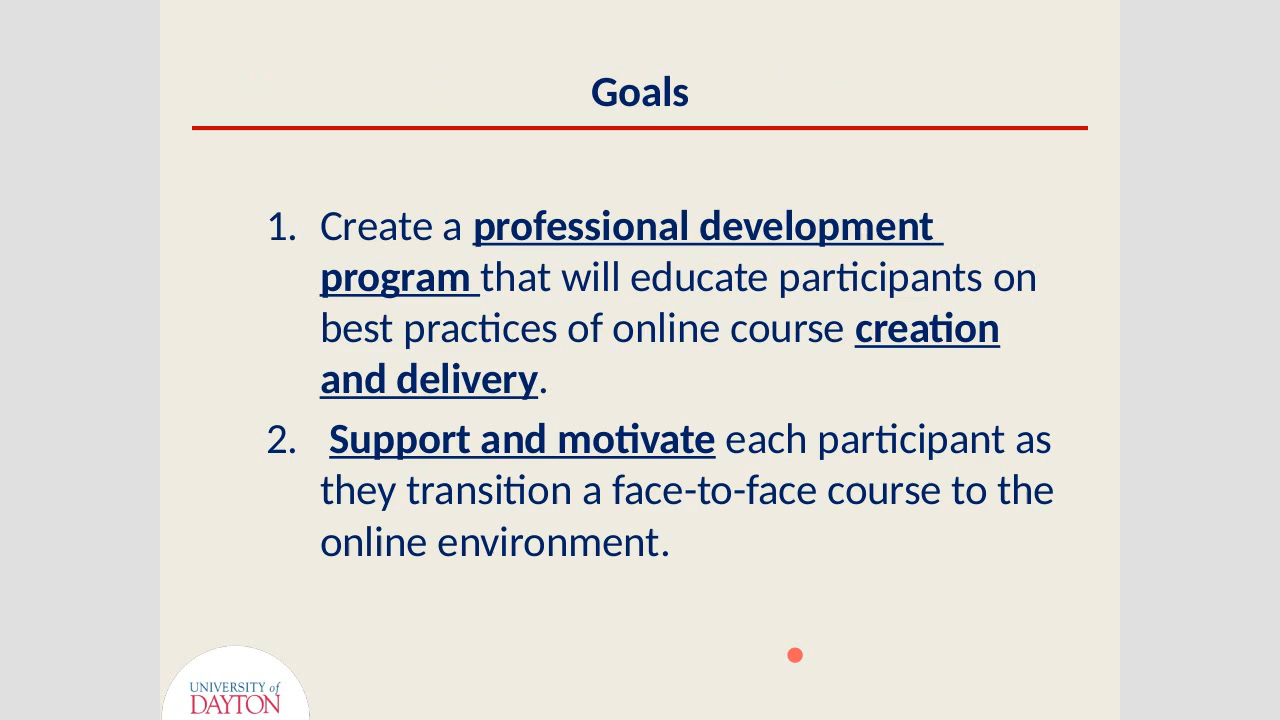 Goals
1. Create a professional development
program that will educate participants on
best practices of online course creation
and delivery.
2. Support and motivate each participant as
they transition a face-to-face course to the
online environment.
UNIVERSITY of
DAYTON